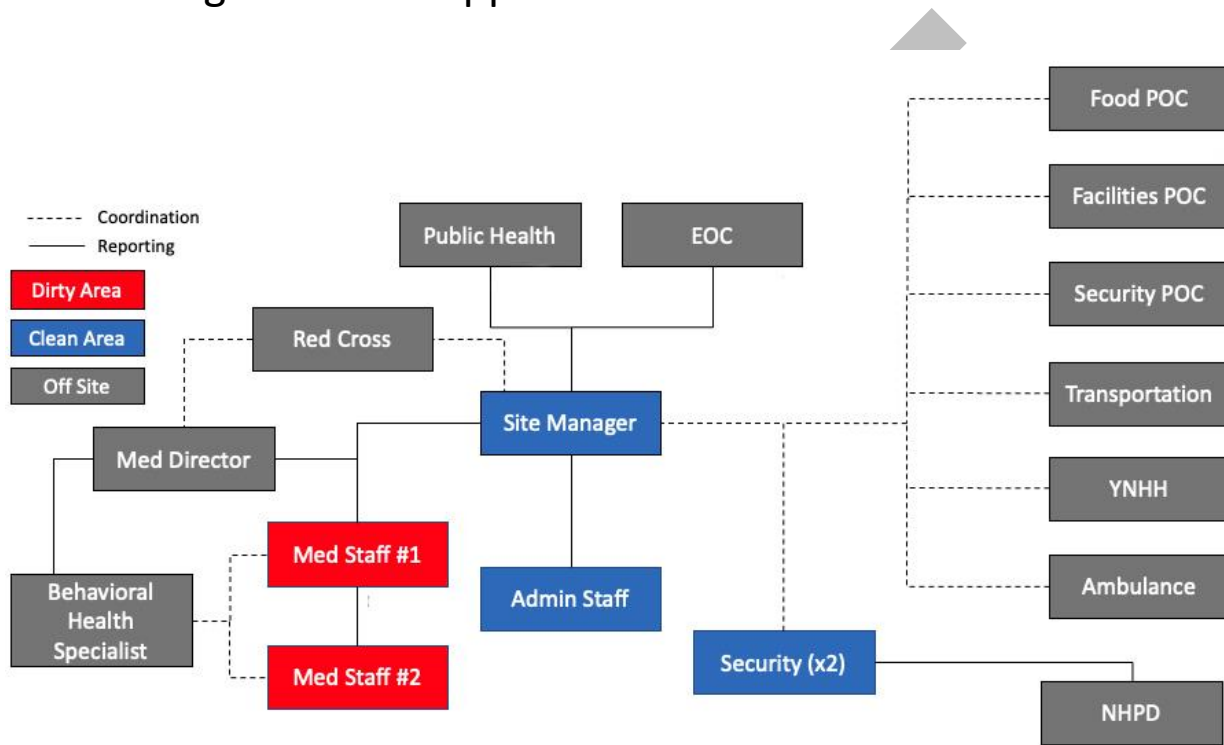 Food POC
Facilities POC
Coordination
Reporting
Public Health
EOC
Dirty Area
Security POC
Clean Area
Red Cross
Off Site
Transportation
Site Manager
Med Director
YNHH
Med Staff #1
Behavioral
Health
Specialist
Admin Staff
Ambulance
Med Staff #2
Security (x2)
NHPD